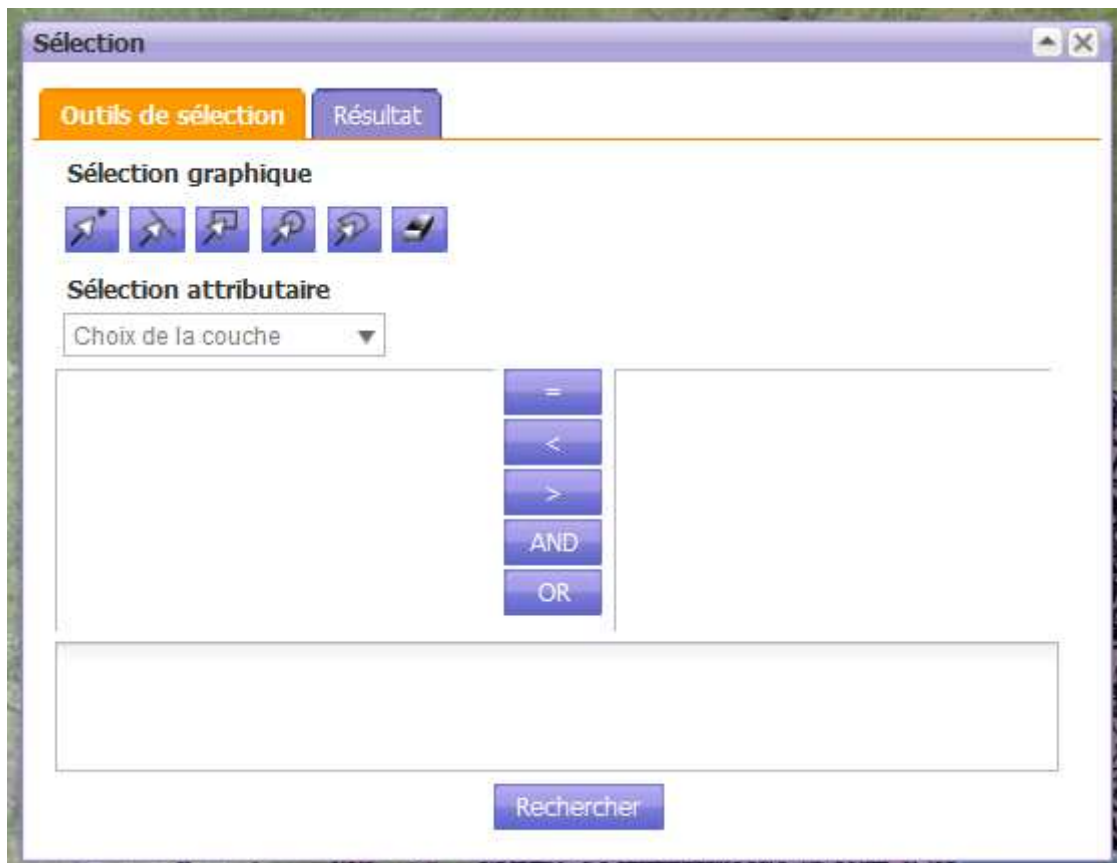 Sélection
Outils de sélection
Résultat
Sélection graphique
Sélection attributaire
Choix de la couche
=
<
>
AND
OR
Rechercher